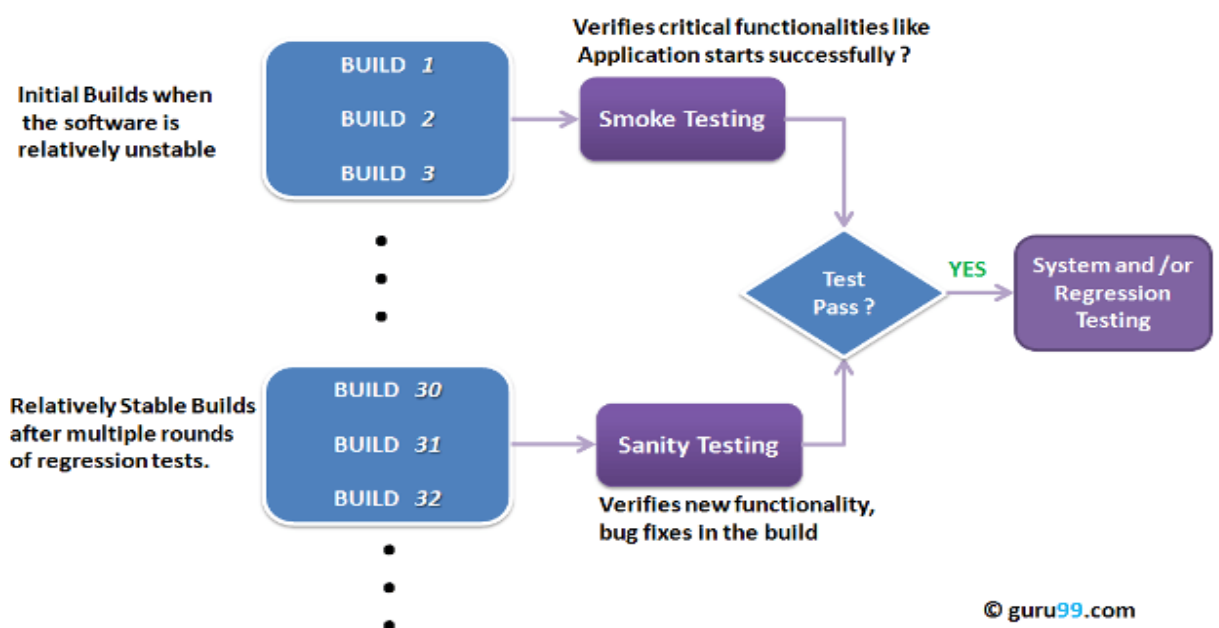 Verifies critical functionalities like
Application starts successfully ?
Initial Builds when
the software is
relatively unstable
BUILD 1
BUILD 2
BUILD 3
Smoke Testing
Test
Pass ?
YES
System and /or
Regression
Testing
Relatively Stable Builds
after multiple rounds
of regression tests.
BUILD 30
BUILD 31
BUILD 32
Sanity Testing
Verifies new functionality,
bug fixes in the build
© guru99.com